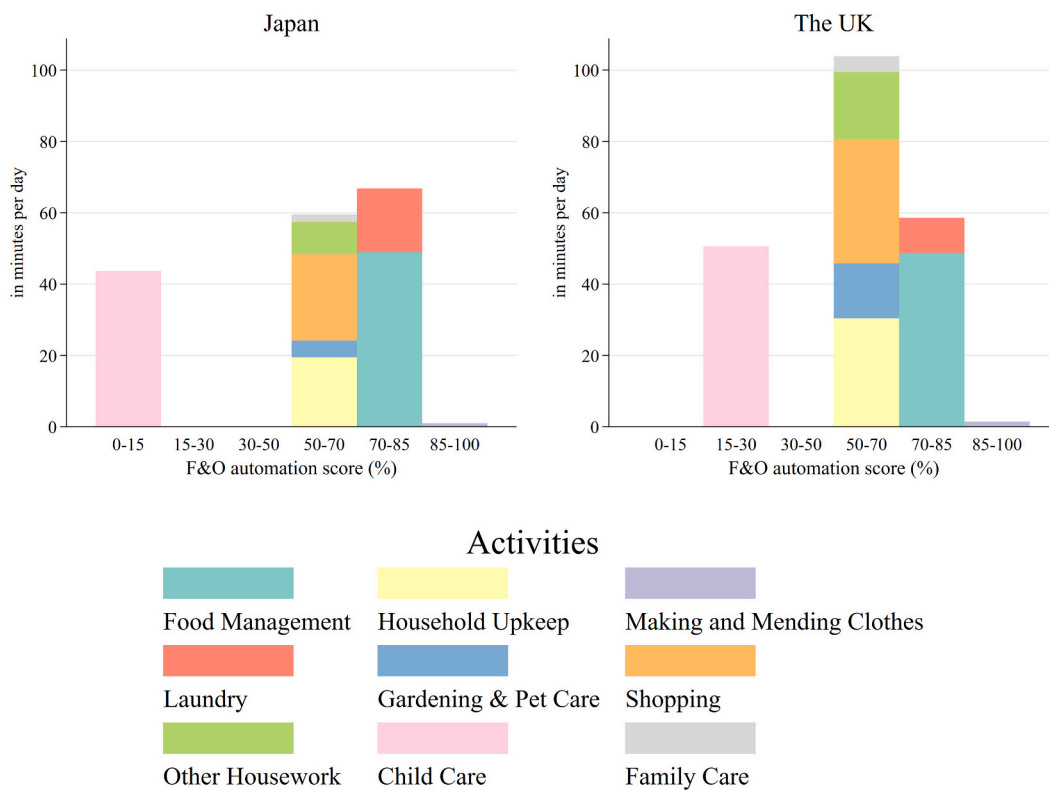 Japan
in minutes per day
100
80
60
40
20
0
0-15 15-30 30-50 50-70 70-85 85-100
F&O automation score (%)
The UK
in minutes per day
100
80
60
40
20
0
0-15 15-30 30-50 50-70 70-85 85-100
F&O automation score (%)
Activities
Food Management Household Upkeep Making and Mending Clothes
Laundry Gardening & Pet Care Shopping
Other Housework Child Care Family Care